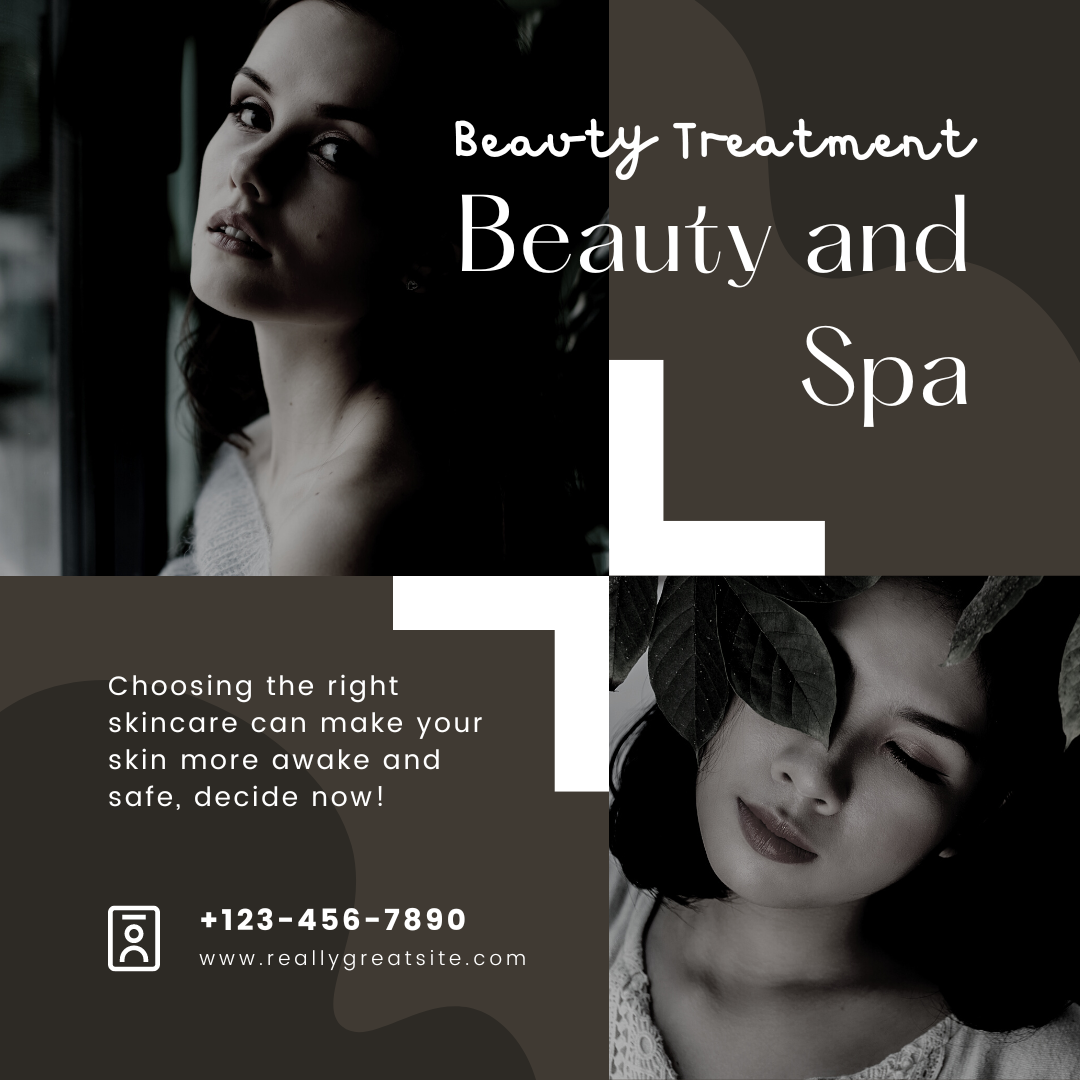 Beauty Treatment
Beauty and
Spa
Choosing the right
skincare can make your
skin more awake and
safe, decide now!
+123-456-7890
www.reallygreatsite.com